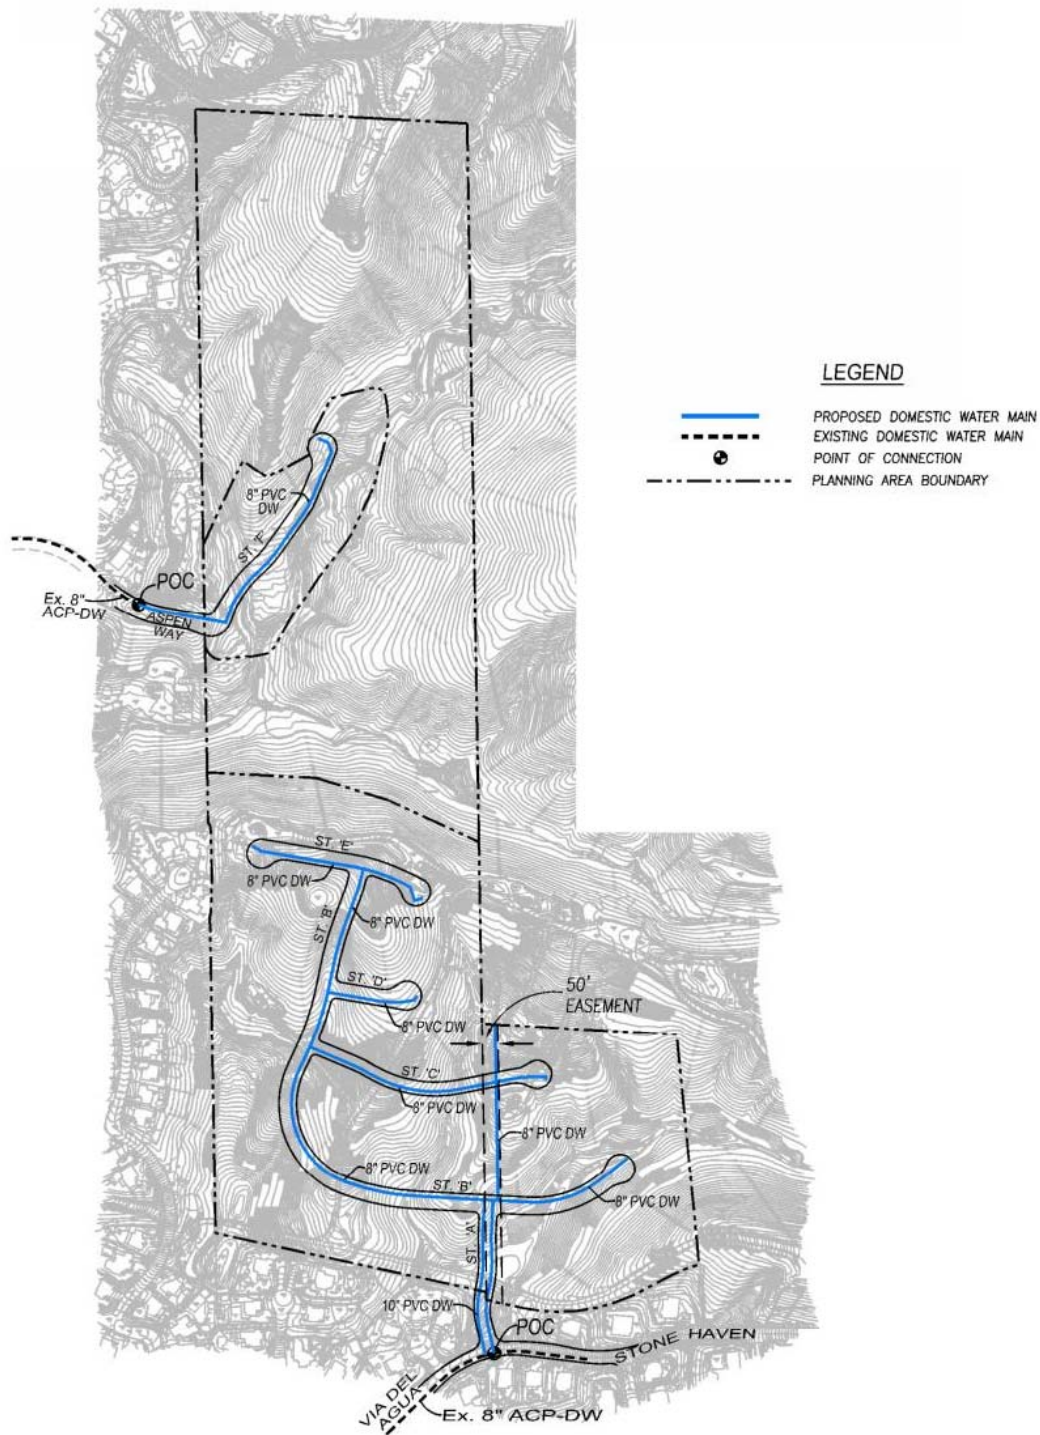 LEGEND
PROPOSED DOMESTIC WATER MAIN
EXISTING DOMESTIC WATER MAIN
POINT OF CONNECTION
PLANNING AREA BOUNDARY
8" PVC
DW
ST. 'F'
POC
Ex. 8"
ACP-DW
ASPEN
WAY
ST. 'E'
8" PVC DW
ST. 'B'
8" PVC DW
ST. 'D'
8" PVC DW
50'
EASEMENT
ST. 'C'
8" PVC DW
8" PVC DW
8" PVC DW
ST. 'B'
8" PVC DW
ST. 'A'
10" PVC DW
POC
STONE HAVEN
VIA DEL
AGUA
Ex. 8" ACP-DW